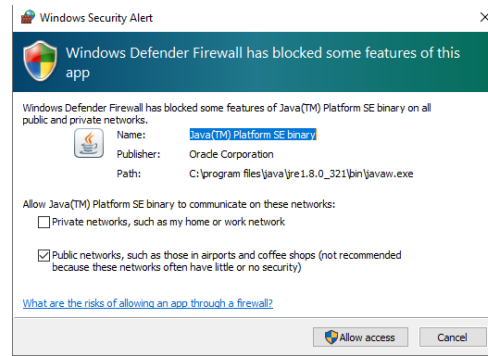 Windows Security Alert
Windows Defender Firewall has blocked some features of this
app
Windows Defender Firewall has blocked some features of Java(TM) Platform SE binary on all
public and private networks.
Name: Java(TM) Platform SE binary
Publisher: Oracle Corporation
Path: C:\program files\java\jre1.8.0_321\bin\javaw.exe
Allow Java(TM) Platform SE binary to communicate on these networks:
Private networks, such as my home or work network
Public networks, such as those in airports and coffee shops (not recommended
because these networks often have little or no security)
What are the risks of allowing an app through a firewall?
Allow access Cancel